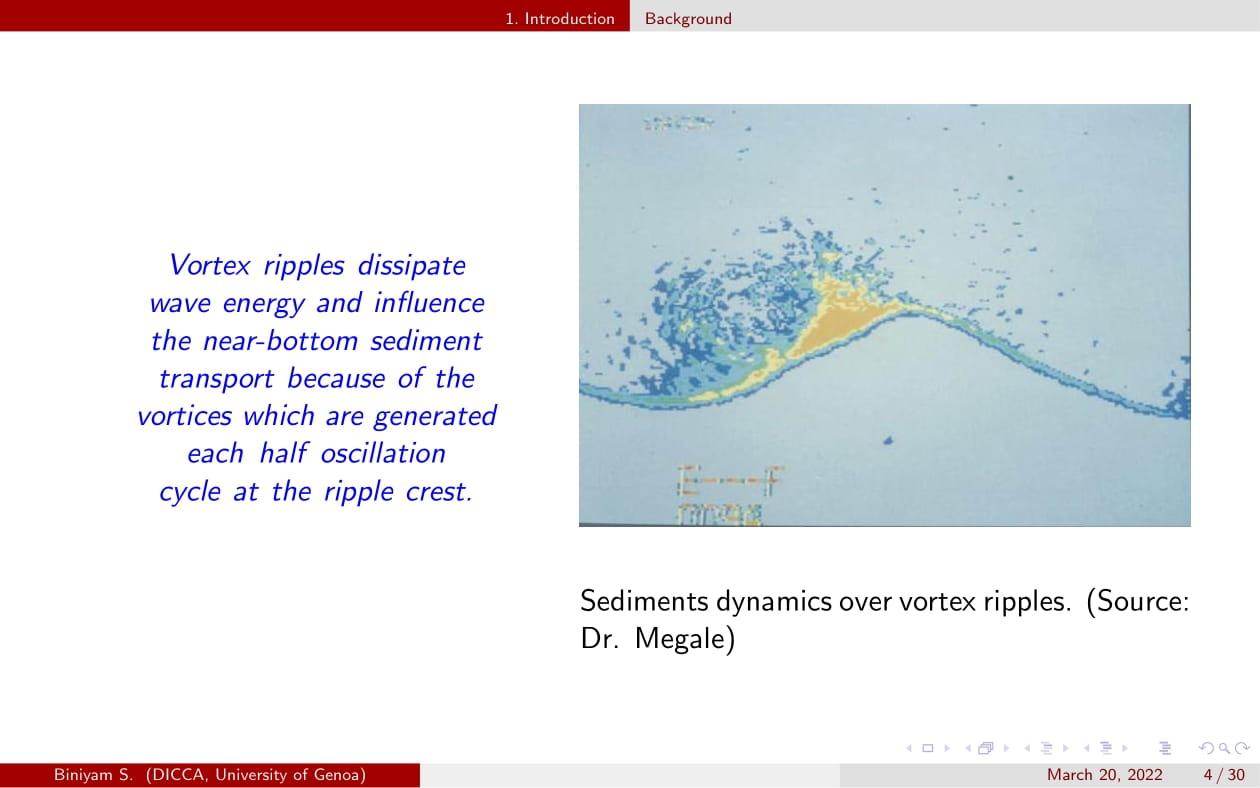 1. Introduction Background
Vortex ripples dissipate
wave energy and influence
the near-bottom sediment
transport because of the
vortices which are generated
each half oscillation
cycle at the ripple crest.
Sediments dynamics over vortex ripples. (Source:
Dr. Megale)
Biniyam S. (DICCA, University of Genoa) March 20, 2022 4 / 30